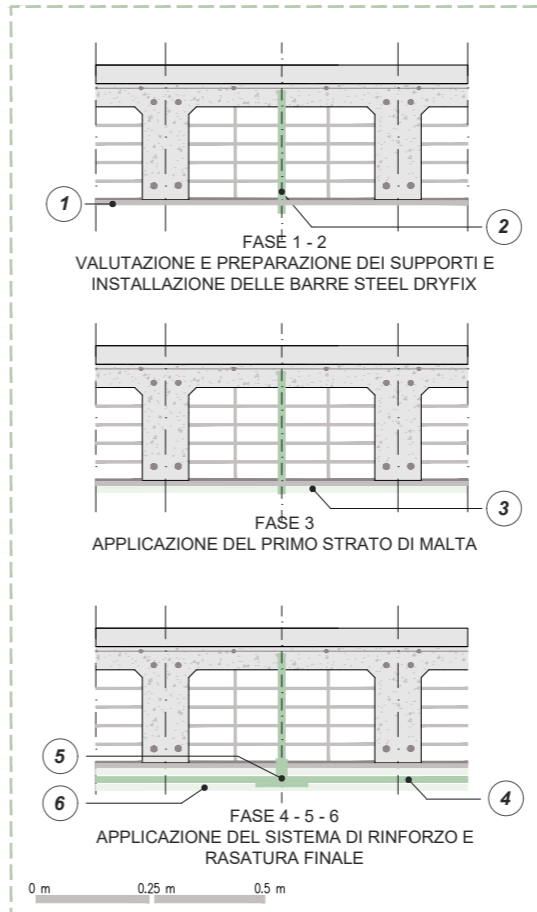 1
2
FASE 1 - 2
VALUTAZIONE E PREPARAZIONE DEI SUPPORTI E
INSTALLAZIONE DELLE BARRE STEEL DRYFIX
3
FASE 3
APPLICAZIONE DEL PRIMO STRATO DI MALTA
5
6
4
FASE 4 - 5 - 6
APPLICAZIONE DEL SISTEMA DI RINFORZO E
RASATURA FINALE
0 m 0.25 m 0.5 m